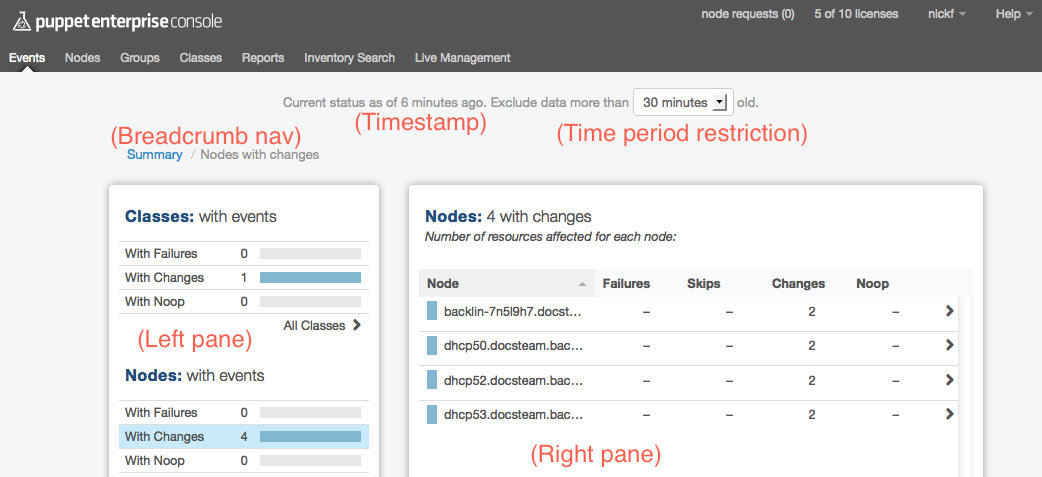 puppet enterprise console
node requests (0) 5 of 10 licenses nickf Help
Events Nodes Groups Classes Reports Inventory Search Live Management
Current status as of 6 minutes ago. Exclude data more than 30 minutes old.
(Timestamp)
(Time period restriction)
(Breadcrumb nav)
Summary / Nodes with changes
Classes: with events
With Failures 0
With Changes 1
With Noop 0
All Classes
(Left pane)
Nodes: with events
With Failures 0
With Changes 4
With Noop 0
Nodes: 4 with changes
Number of resources affected for each node:
Node Failures Skips Changes Noop
backlin-7n5l9h7.docst... – – 2 –
dhcp50.docsteam.bac... – – 2 –
dhcp52.docsteam.bac... – – 2 –
dhcp53.docsteam.bac... – – 2 –
(Right pane)